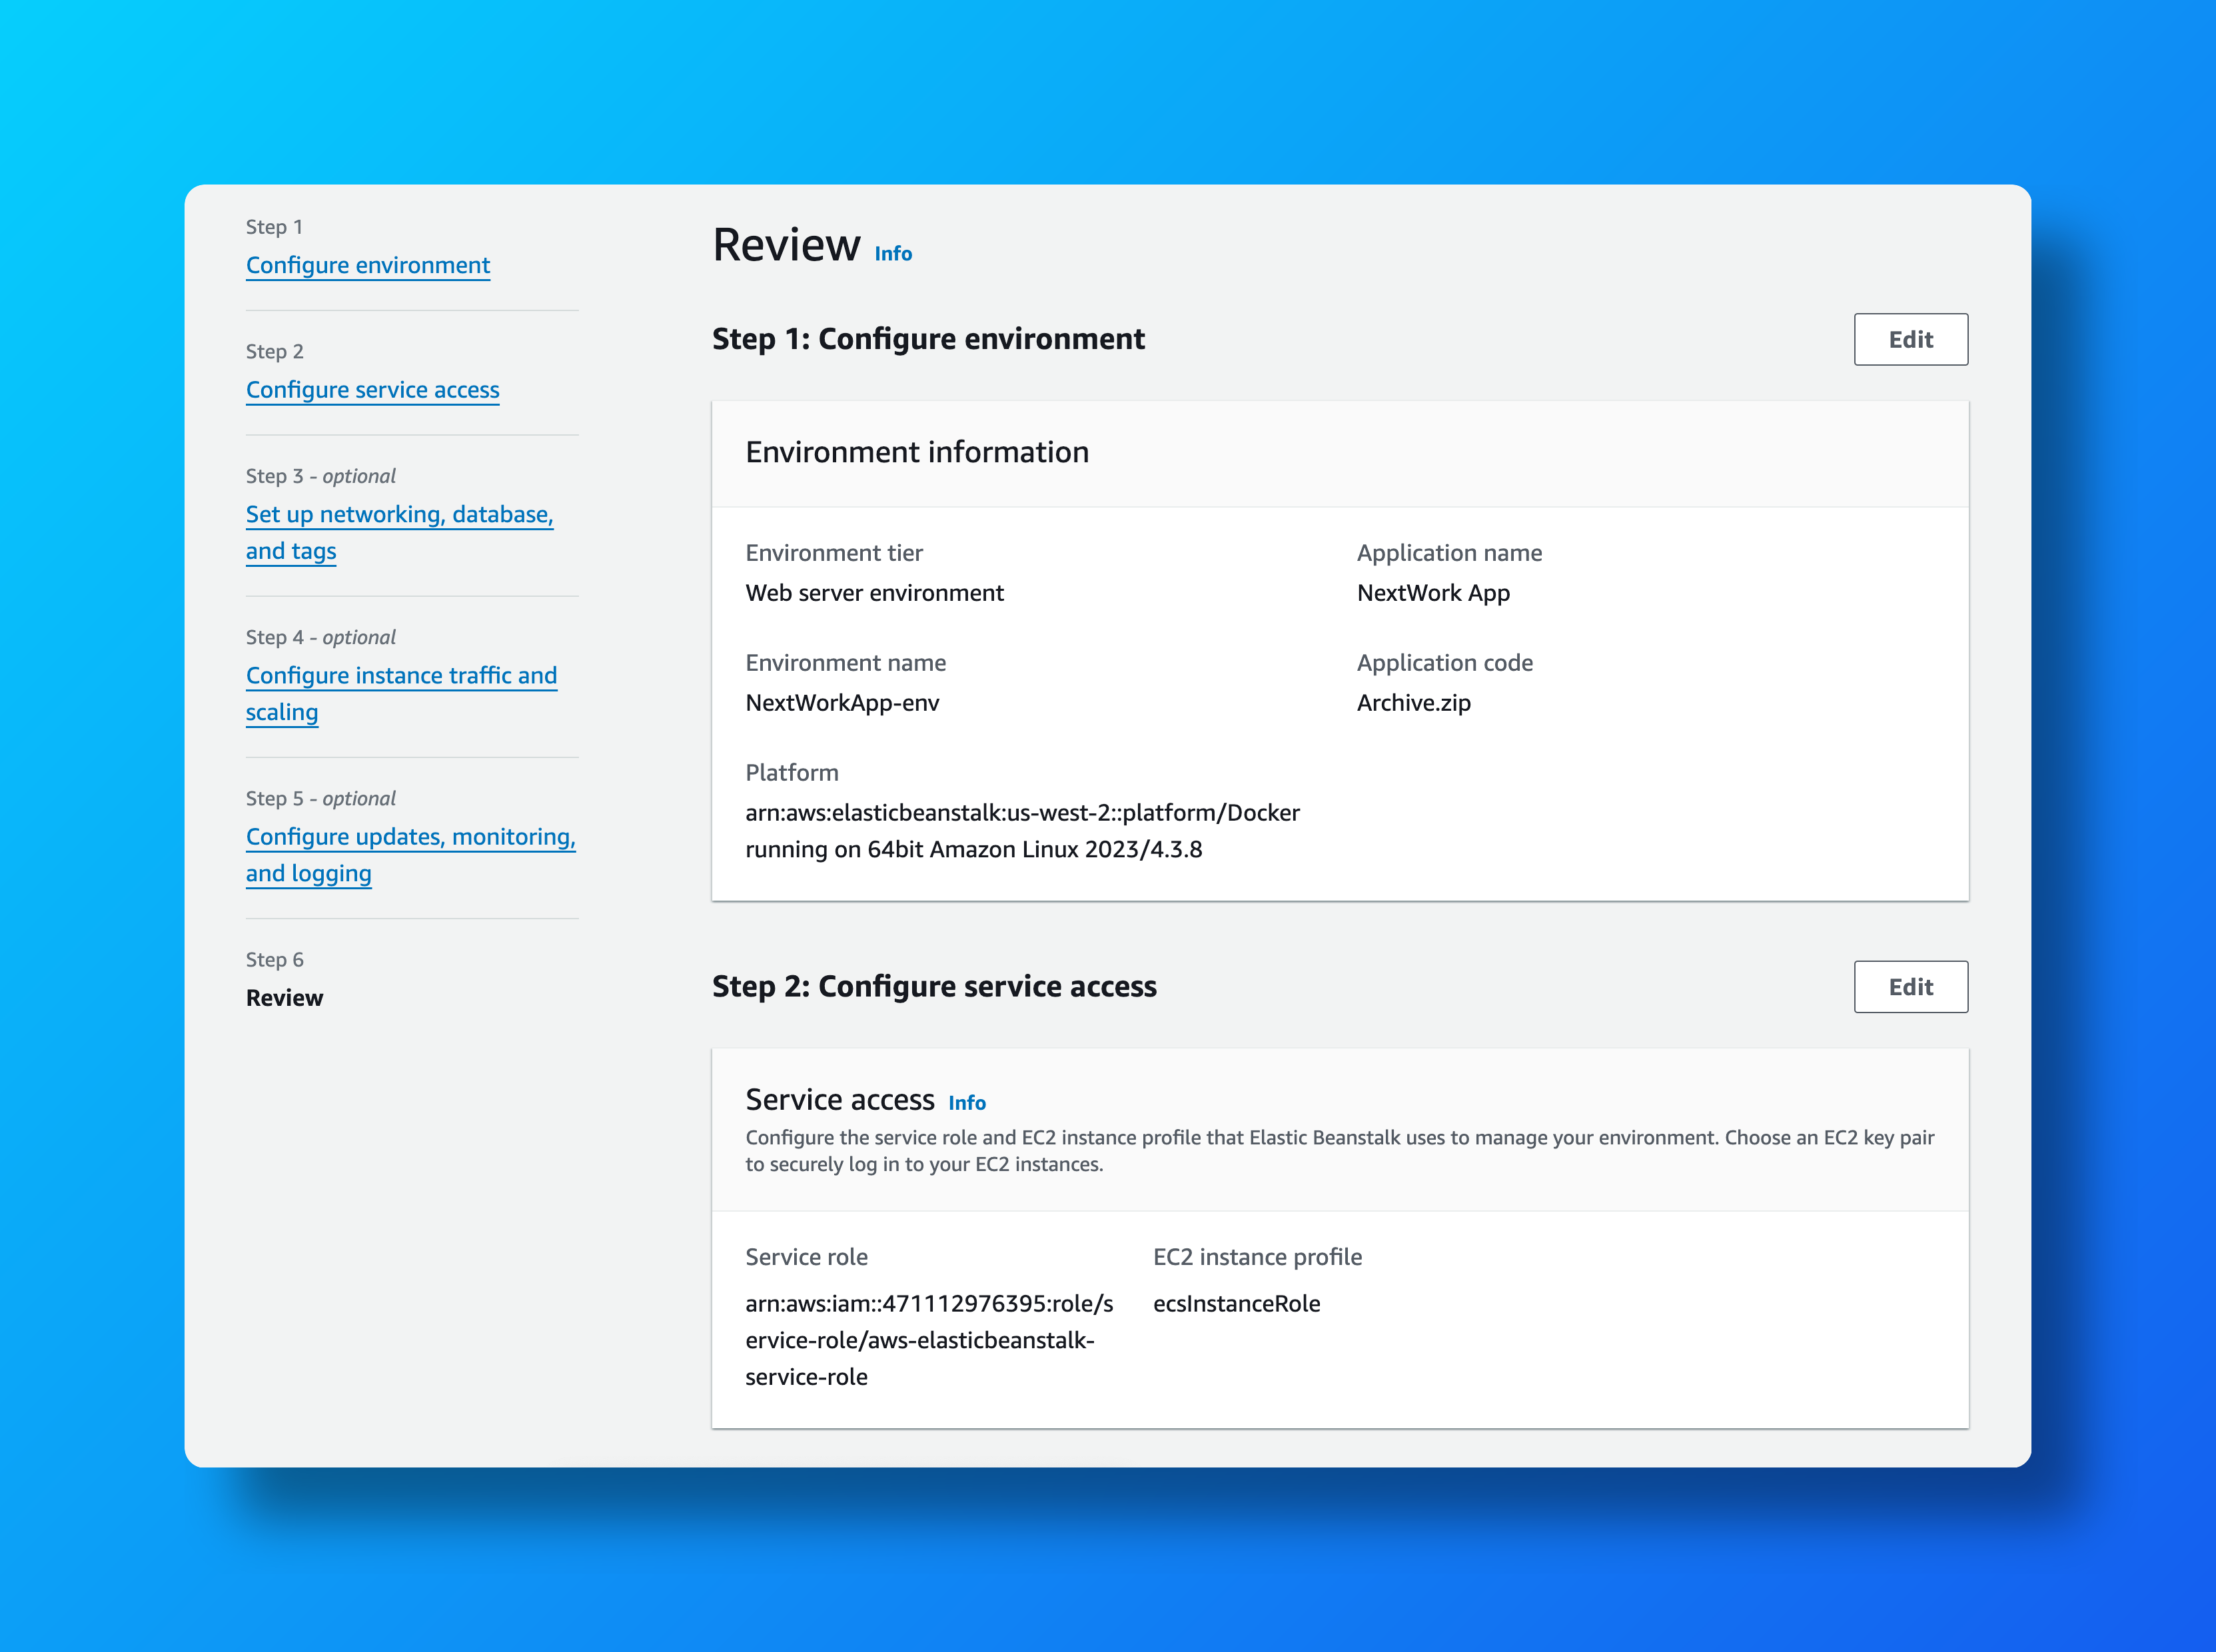 Step 1
Configure environment
Step 2
Configure service access
Step 3 - optional
Set up networking, database,
and tags
Step 4 - optional
Configure instance traffic and
scaling
Step 5 - optional
Configure updates, monitoring,
and logging
Step 6
Review
Review Info
Step 1: Configure environment
Edit
Environment information
Environment tier
Web server environment
Application name
NextWork App
Environment name
NextWorkApp-env
Application code
Archive.zip
Platform
arn:aws:elasticbeanstalk:us-west-2::platform/Docker
running on 64bit Amazon Linux 2023/4.3.8
Step 2: Configure service access
Edit
Service access Info
Configure the service role and EC2 instance profile that Elastic Beanstalk uses to manage your environment. Choose an EC2 key pair
to securely log in to your EC2 instances.
Service role
arn:aws:iam::471112976395:role/s
ervice-role/aws-elasticbeanstalk-
service-role
EC2 instance profile
ecsInstanceRole